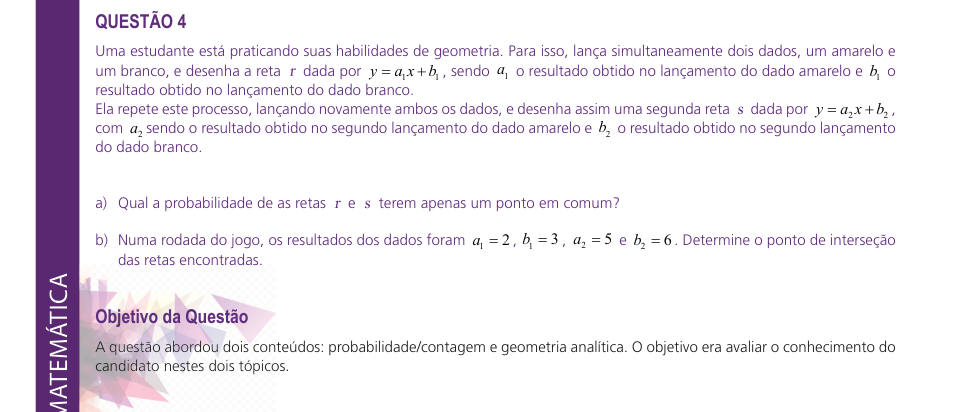 QUESTÃO 4
Uma estudante está praticando suas habilidades de geometria. Para isso, lança simultaneamente dois dados, um amarelo e
um branco, e desenha a reta r dada por y = a₁x + b₁, sendo a₁ o resultado obtido no lançamento do dado amarelo e b₁ o
resultado obtido no lançamento do dado branco.
Ela repete este processo, lançando novamente ambos os dados, e desenha assim uma segunda reta s dada por y = a₂x + b₂,
com a₂ sendo o resultado obtido no segundo lançamento do dado amarelo e b₂ o resultado obtido no segundo lançamento
do dado branco.
a) Qual a probabilidade de as retas r e s terem apenas um ponto em comum?
b) Numa rodada do jogo, os resultados dos dados foram a₁ = 2, b₁ = 3, a₂ = 5 e b₂ = 6. Determine o ponto de interseção
das retas encontradas.
Objetivo da Questão
A questão abordou dois conteúdos: probabilidade/contagem e geometria analítica. O objetivo era avaliar o conhecimento do
candidato nestes dois tópicos.
MATEMÁTICA